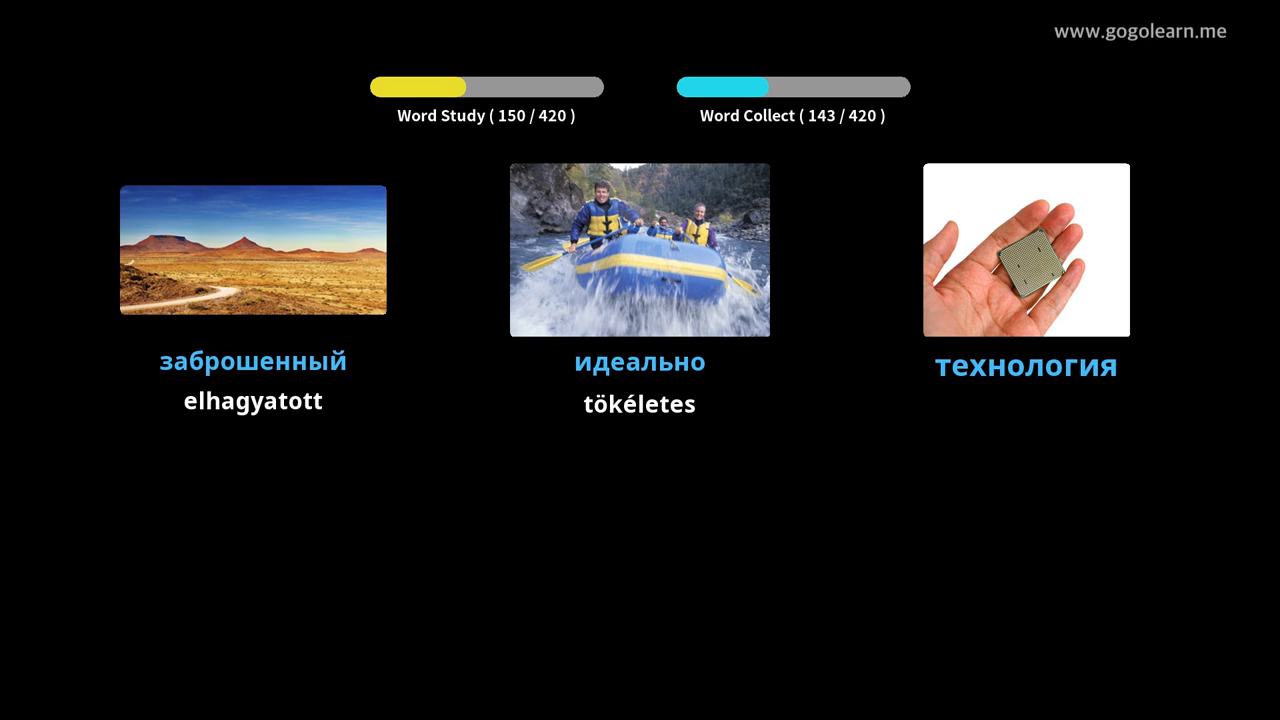 www.gogolearn.me
Word Study ( 150 / 420 )
Word Collect ( 143 / 420 )
заброшенный
elhagyatott
идеально
tökéletes
технология